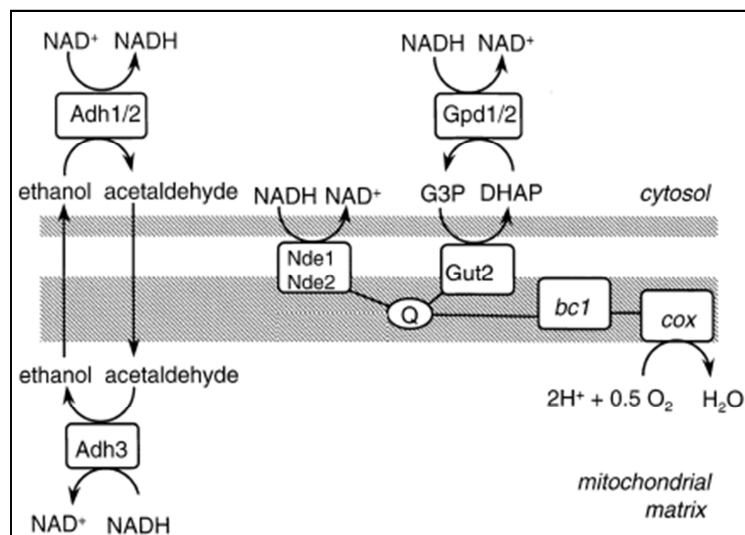 NAD⁺ NADH NADH NAD⁺
Adh1/2 Gpd1/2
ethanol acetaldehyde NADH NAD⁺ G3P DHAP cytosol
Nde1
Nde2 Gut2
Q bc1 cox
ethanol acetaldehyde 2H⁺ + 0.5 O₂ H₂O
Adh3
mitochondrial
matrix
NAD⁺ NADH